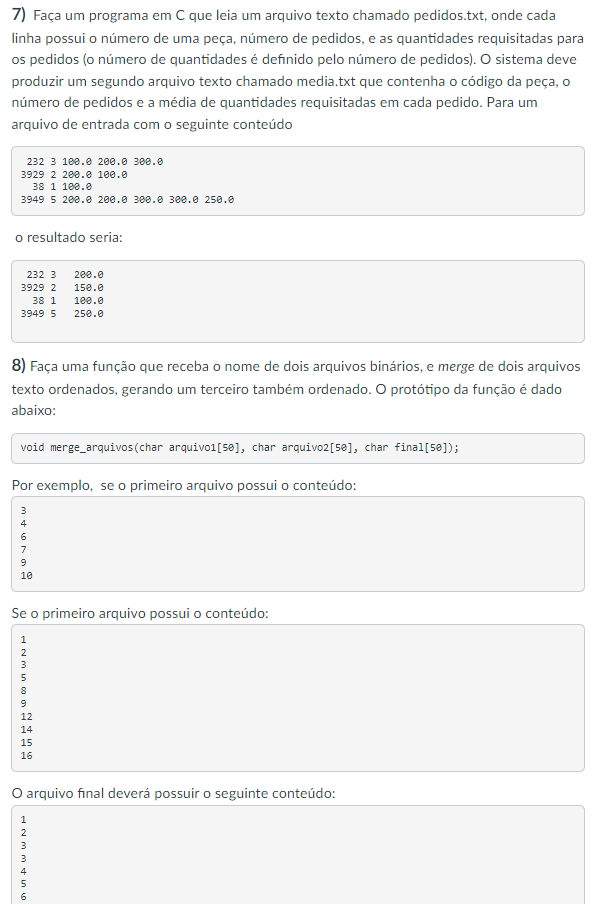 7) Faça um programa em C que leia um arquivo texto chamado pedidos.txt, onde cada
linha possui o número de uma peça, número de pedidos, e as quantidades requisitadas para
os pedidos (o número de quantidades é definido pelo número de pedidos). O sistema deve
produzir um segundo arquivo texto chamado media.txt que contenha o código da peça, o
número de pedidos e a média de quantidades requisitadas em cada pedido. Para um
arquivo de entrada com o seguinte conteúdo
232 3 100.0 200.0 300.0
3929 2 200.0 100.0
38 1 100.0
3949 5 200.0 200.0 300.0 300.0 250.0
o resultado seria:
232 3 200.0
3929 2 150.0
38 1 100.0
3949 5 250.0
8) Faça uma função que receba o nome de dois arquivos binários, e merge de dois arquivos
texto ordenados, gerando um terceiro também ordenado. O protótipo da função é dado
abaixo:
void merge_arquivos(char arquivo1[50], char arquivo2[50], char final[50]);
Por exemplo, se o primeiro arquivo possui o conteúdo:
3
4
6
7
9
10
Se o primeiro arquivo possui o conteúdo:
1
2
3
5
8
9
12
14
15
16
O arquivo final deverá possuir o seguinte conteúdo:
1
2
3
3
4
5
6